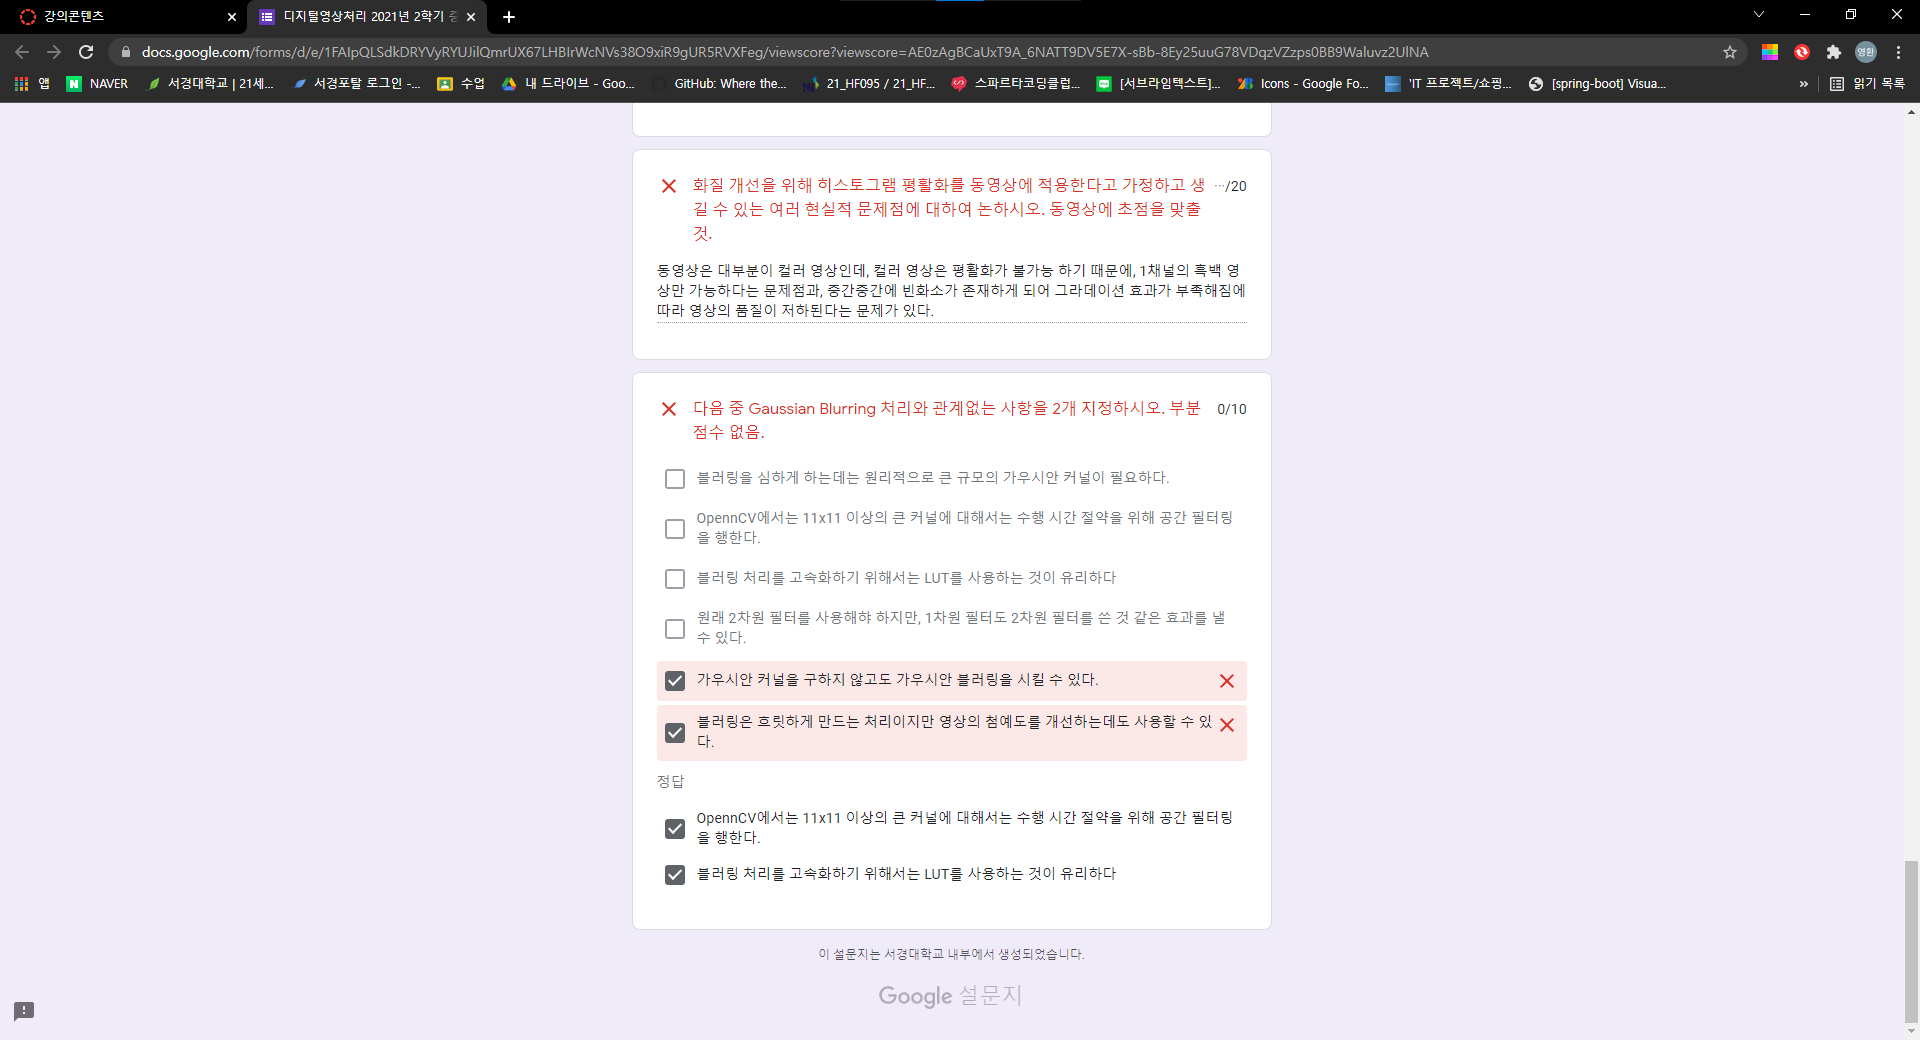 강의콘텐츠
디지털영상처리 2021년 2학기 중
docs.google.com/forms/d/e/1FAIpQLSdkDRYVyRYUJilQmrUX67LHBIrWcNVs38O9xiR9gUR5RVXFeg/viewscore?viewscore=AE0zAgBCaUxT9A_6NATT9DV5E7X-sBb-8Ey25uuG78VDqzVZzps0BB9Waluvz2UlNA
영환
앱
NAVER
서경대학교 | 21세...
서경포탈 로그인 -...
수업
내 드라이브 - Goo...
GitHub: Where the...
21_HF095 / 21_HF...
스파르타코딩클럽...
[서브라임텍스트]...
Icons - Google Fo...
'IT 프로젝트/쇼핑...
[spring-boot] Visua...
»
읽기 목록
화질 개선을 위해 히스토그램 평활화를 동영상에 적용한다고 가정하고 생 ···/20
길 수 있는 여러 현실적 문제점에 대하여 논하시오. 동영상에 초점을 맞출
것.
동영상은 대부분이 컬러 영상인데, 컬러 영상은 평활화가 불가능 하기 때문에, 1채널의 흑백 영
상만 가능하다는 문제점과, 중간중간에 빈화소가 존재하게 되어 그라데이션 효과가 부족해짐에
따라 영상의 품질이 저하된다는 문제가 있다.
다음 중 Gaussian Blurring 처리와 관계없는 사항을 2개 지정하시오. 부분 0/10
점수 없음.
블러링을 심하게 하는데는 원리적으로 큰 규모의 가우시안 커널이 필요하다.
OpennCV에서는 11x11 이상의 큰 커널에 대해서는 수행 시간 절약을 위해 공간 필터링
을 행한다.
블러링 처리를 고속화하기 위해서는 LUT를 사용하는 것이 유리하다
원래 2차원 필터를 사용해햐 하지만, 1차원 필터도 2차원 필터를 쓴 것 같은 효과를 낼
수 있다.
가우시안 커널을 구하지 않고도 가우시안 블러링을 시킬 수 있다.
블러링은 흐릿하게 만드는 처리이지만 영상의 첨예도를 개선하는데도 사용할 수 있
다.
정답
OpennCV에서는 11x11 이상의 큰 커널에 대해서는 수행 시간 절약을 위해 공간 필터링
을 행한다.
블러링 처리를 고속화하기 위해서는 LUT를 사용하는 것이 유리하다
이 설문지는 서경대학교 내부에서 생성되었습니다.
Google 설문지